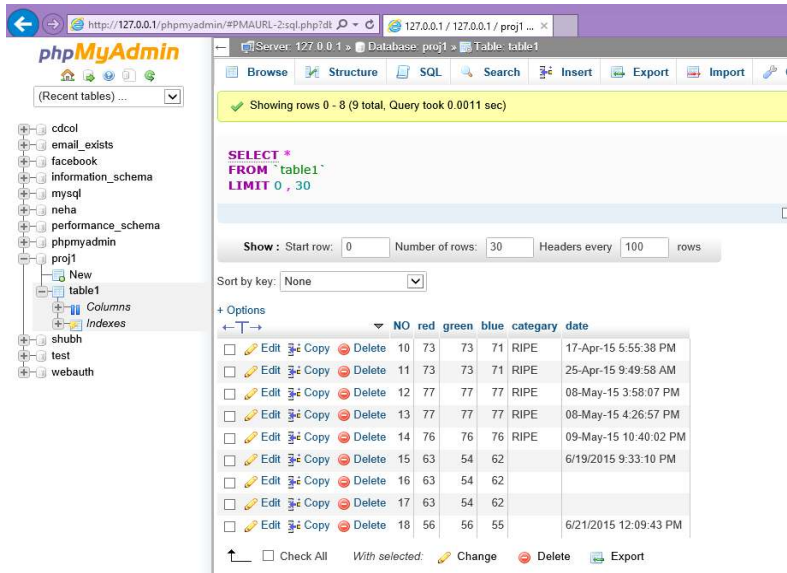 http://127.0.0.1/phpmyadmin/#PMAURL-2:sql.php?dt
127.0.0.1 / 127.0.0.1 / proj1 ...
phpMyAdmin
(Recent tables) ...
cdcol
email_exists
facebook
information_schema
mysql
neha
performance_schema
phpmyadmin
proj1
New
table1
Columns
Indexes
shubh
test
webauth
Server: 127.0.0.1 » Database: proj1 » Table: table1
Browse Structure SQL Search Insert Export Import
Showing rows 0 - 8 (9 total, Query took 0.0011 sec)
SELECT *
FROM `table1`
LIMIT 0 , 30
Show : Start row: 0 Number of rows: 30 Headers every 100 rows
Sort by key: None
+ Options
←T→ NO red green blue categary date
Edit Copy Delete 10 73 73 71 RIPE 17-Apr-15 5:55:38 PM
Edit Copy Delete 11 73 73 71 RIPE 25-Apr-15 9:49:58 AM
Edit Copy Delete 12 77 77 77 RIPE 08-May-15 3:58:07 PM
Edit Copy Delete 13 77 77 77 RIPE 08-May-15 4:26:57 PM
Edit Copy Delete 14 76 76 76 RIPE 09-May-15 10:40:02 PM
Edit Copy Delete 15 63 54 62 6/19/2015 9:33:10 PM
Edit Copy Delete 16 63 54 62
Edit Copy Delete 17 63 54 62
Edit Copy Delete 18 56 56 55 6/21/2015 12:09:43 PM
Check All With selected: Change Delete Export